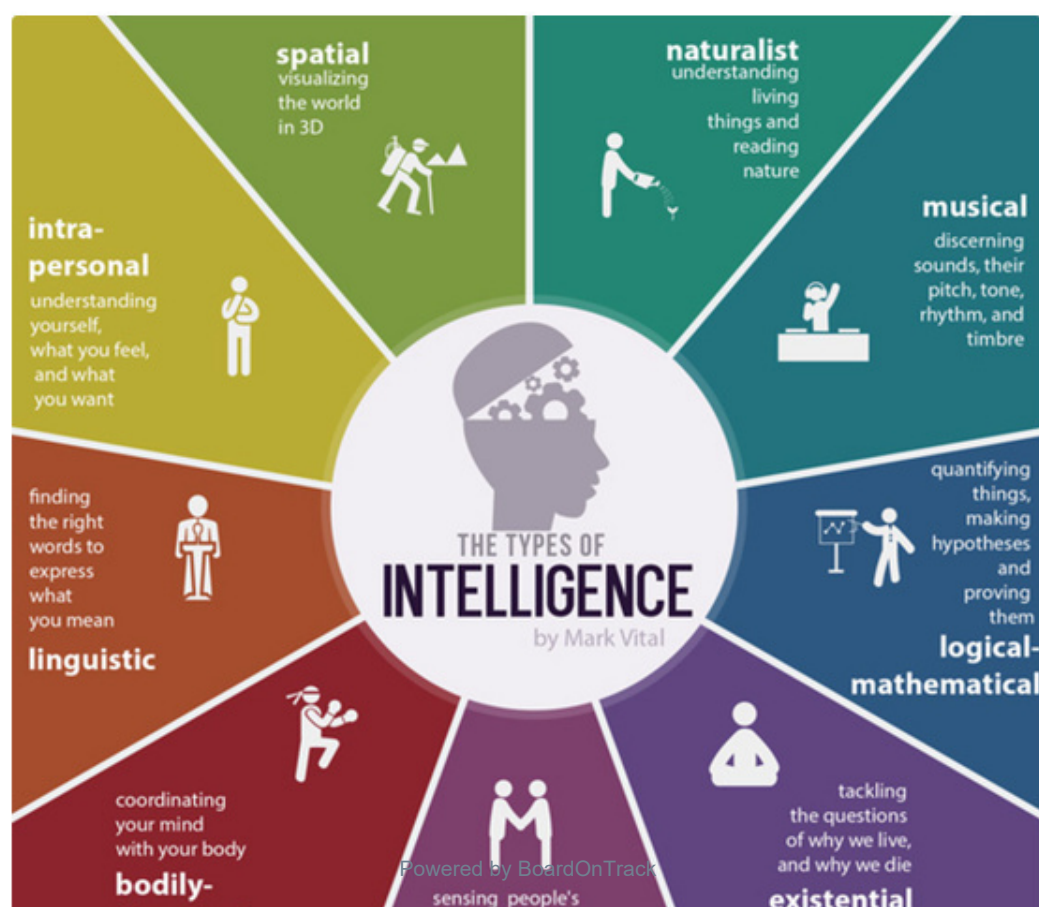 spatial
visualizing
the world
in 3D
naturalist
understanding
living
things and
reading
nature
musical
discerning
sounds, their
pitch, tone,
rhythm, and
timbre
intra-
personal
understanding
yourself,
what you feel,
and what
you want
finding
the right
words to
express
what
you mean
linguistic
THE TYPES OF
INTELLIGENCE
by Mark Vital
quantifying
things,
making
hypotheses
and
proving
them
logical-
mathematical
coordinating
your mind
with your body
bodily-
sensing people's
tackling
the questions
of why we live,
and why we die
existential
Powered by BoardOnTrack